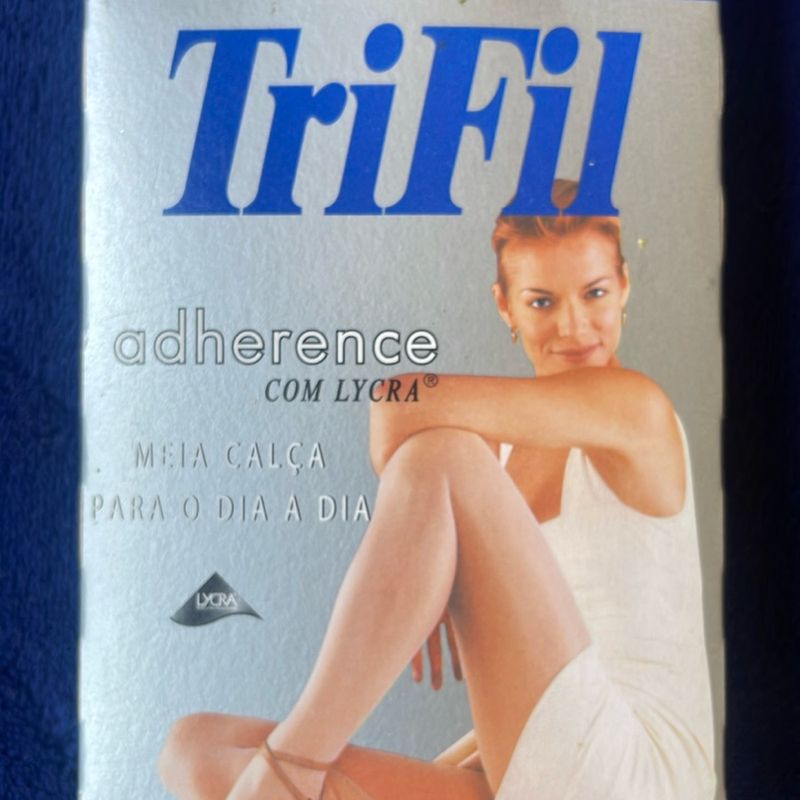 TriFil
adherence
COM LYCRA®
MEIA CALÇA
PARA O DIA A DIA
LYCRA